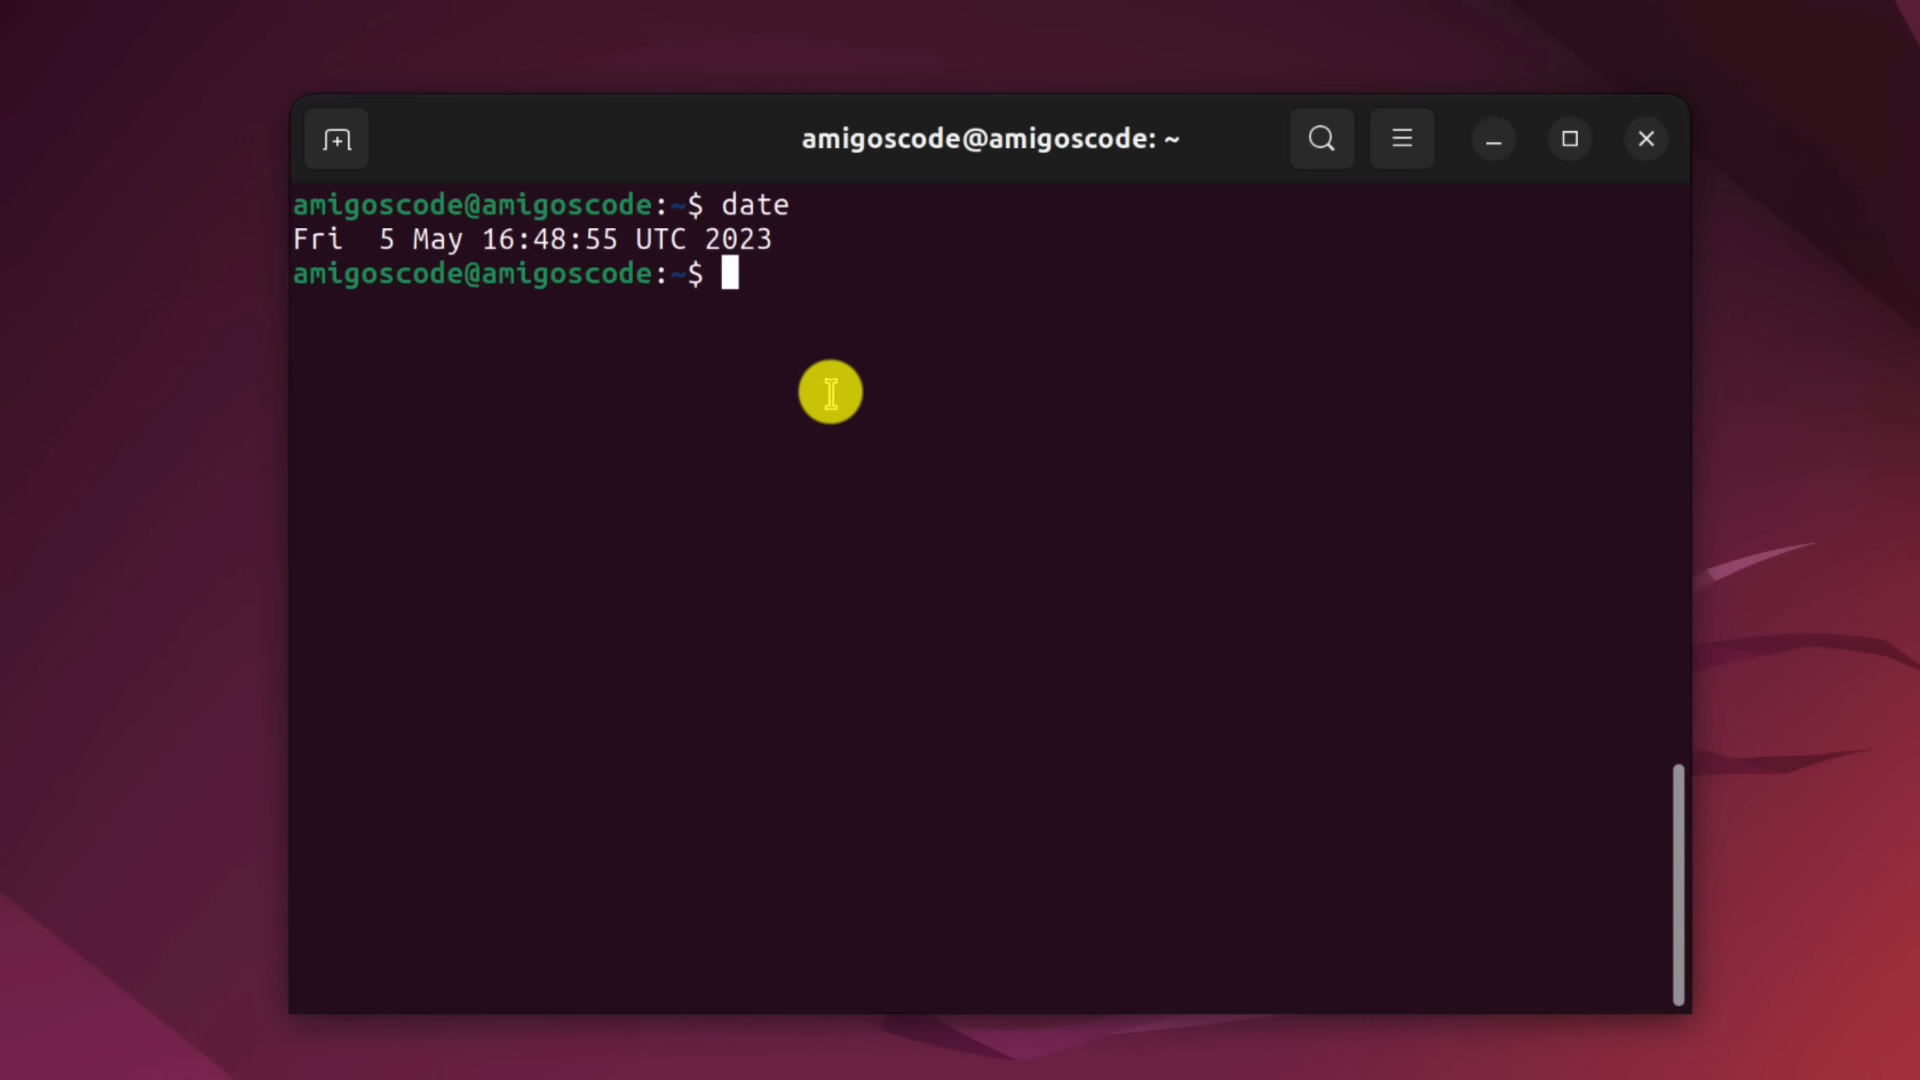 amigoscode@amigoscode: ~
amigoscode@amigoscode:~$ date
Fri  5 May 16:48:55 UTC 2023
amigoscode@amigoscode:~$